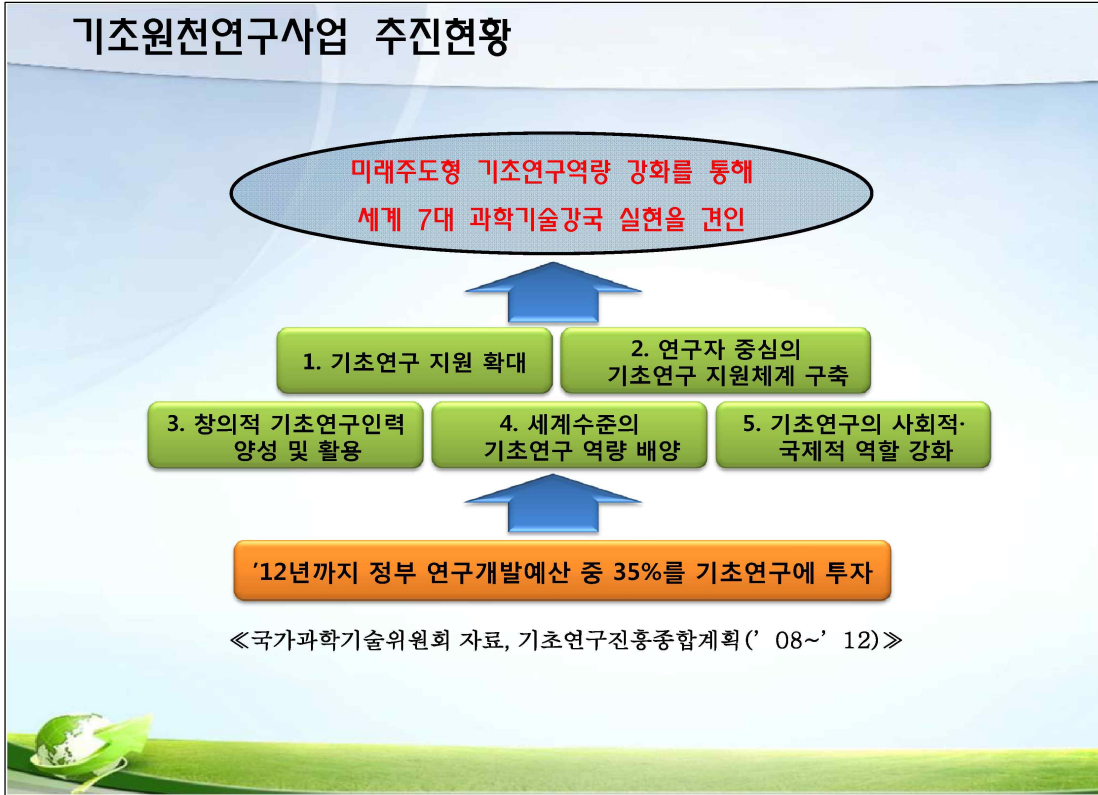 기초원천연구사업 추진현황
미래주도형 기초연구역량 강화를 통해
세계 7대 과학기술강국 실현을 견인
1. 기초연구 지원 확대
2. 연구자 중심의
기초연구 지원체계 구축
3. 창의적 기초연구인력
양성 및 활용
4. 세계수준의
기초연구 역량 배양
5. 기초연구의 사회적·
국제적 역할 강화
’12년까지 정부 연구개발예산 중 35%를 기초연구에 투자
≪국가과학기술위원회 자료, 기초연구진흥종합계획(’ 08~’ 12)≫